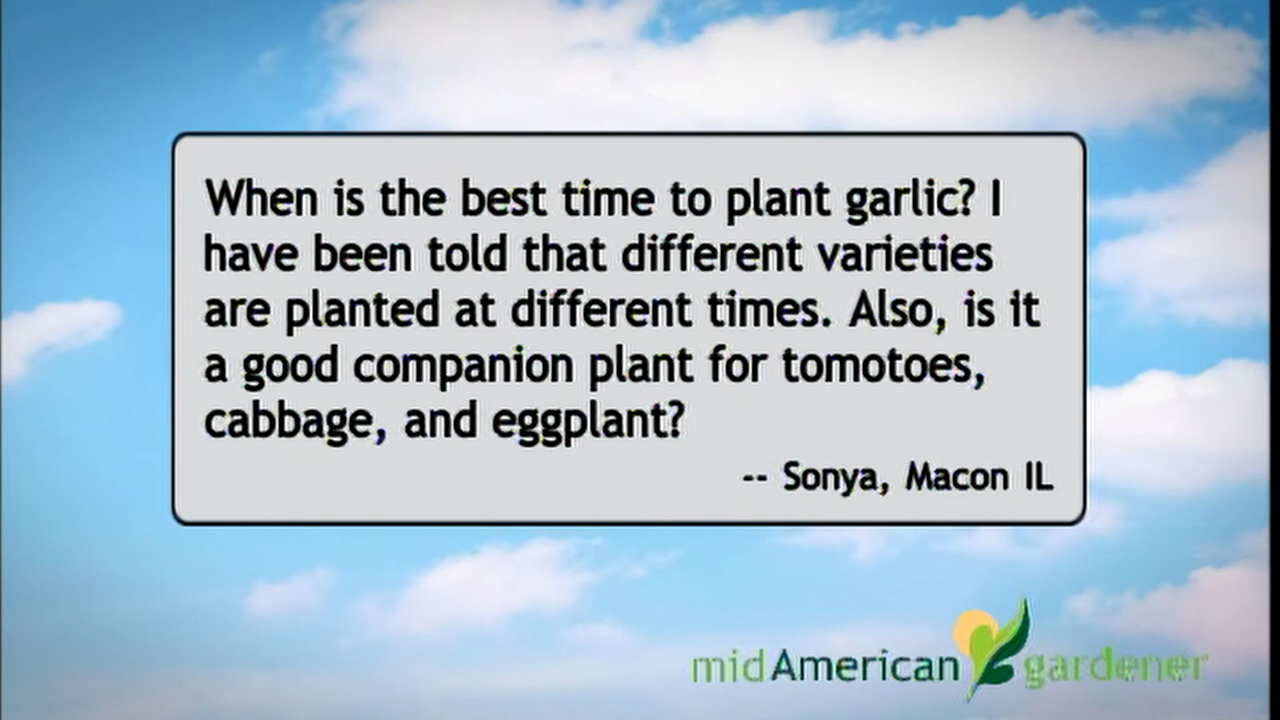 When is the best time to plant garlic? I
have been told that different varieties
are planted at different times. Also, is it
a good companion plant for tomotoes,
cabbage, and eggplant?
-- Sonya, Macon IL
midAmerican gardener